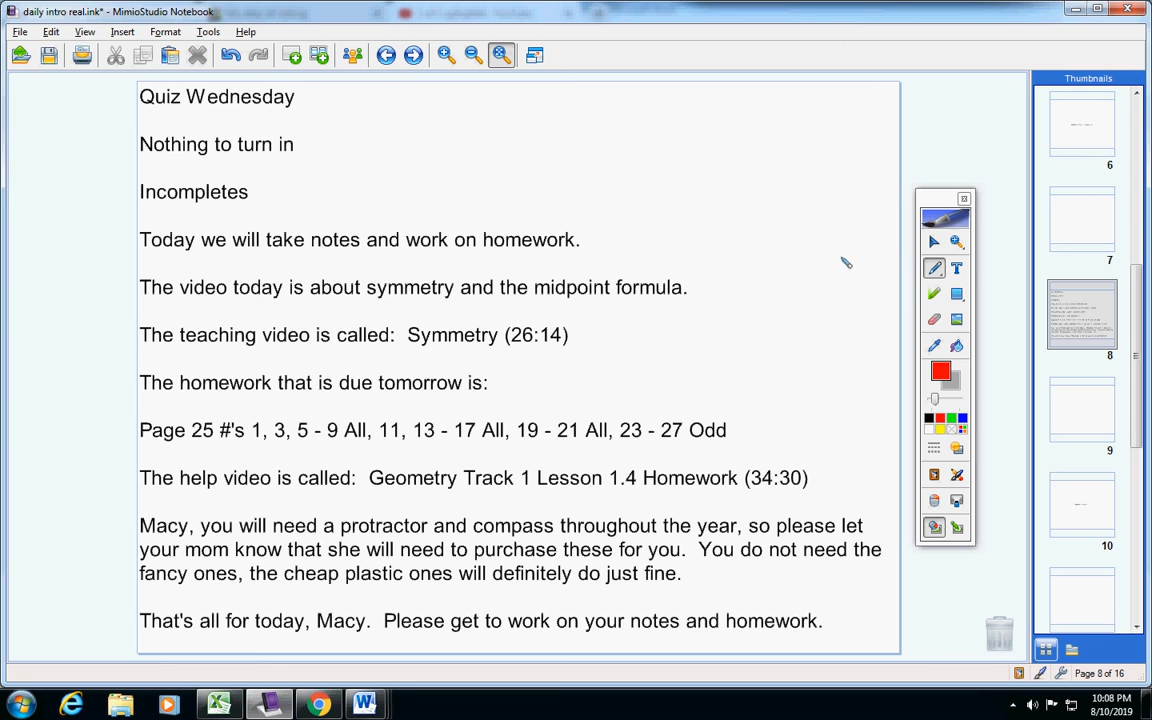 daily intro real.ink* - MimioStudio Notebook
File Edit View Insert Format Tools Help
Quiz Wednesday
Nothing to turn in
Incompletes
Today we will take notes and work on homework.
The video today is about symmetry and the midpoint formula.
The teaching video is called:  Symmetry (26:14)
The homework that is due tomorrow is:
Page 25 #'s 1, 3, 5 - 9 All, 11, 13 - 17 All, 19 - 21 All, 23 - 27 Odd
The help video is called:  Geometry Track 1 Lesson 1.4 Homework (34:30)
Macy, you will need a protractor and compass throughout the year, so please let
your mom know that she will need to purchase these for you.  You do not need the
fancy ones, the cheap plastic ones will definitely do just fine.
That's all for today, Macy.  Please get to work on your notes and homework.
Thumbnails
6
7
8
9
10
Page 8 of 16
10:08 PM
8/10/2019